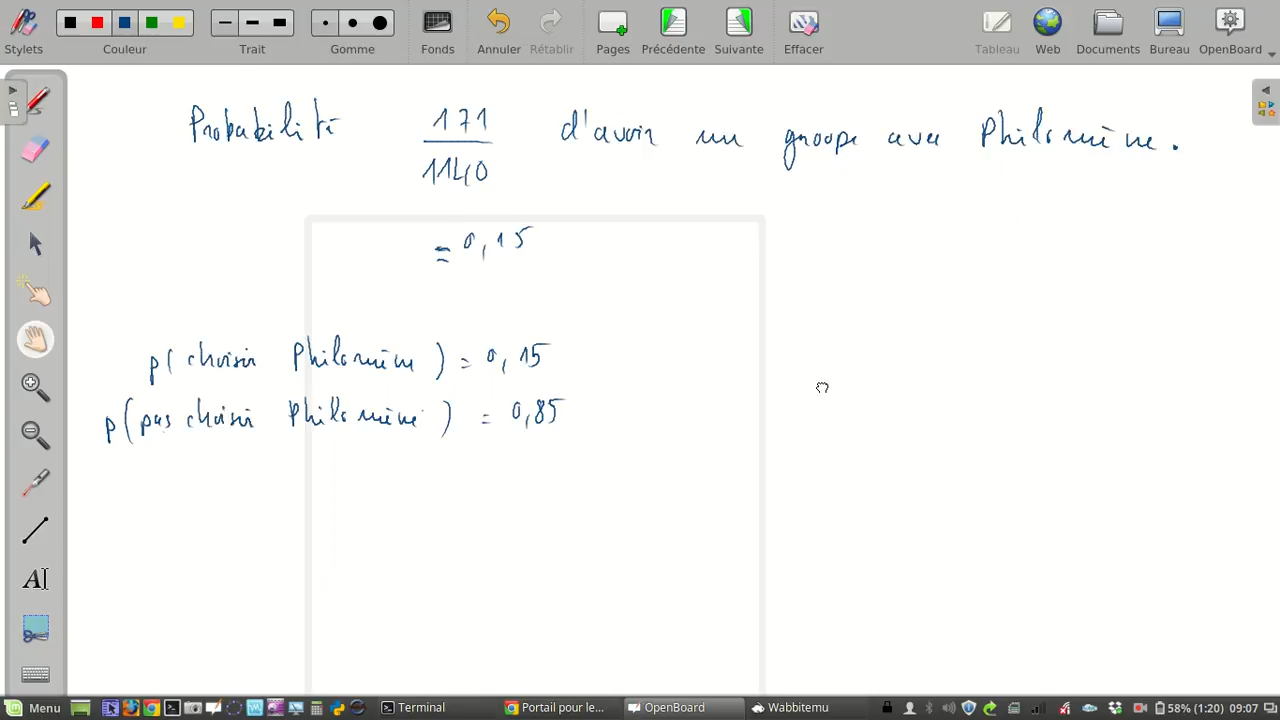 Stylets Couleur Trait Gomme Fonds Annuler Rétablir Pages Précédente Suivante Effacer Tableau Web Documents Bureau OpenBoard
Probabilité 171/1140 d'avoir un groupe avec Philomène.
= 0,15
p(choisir Philomène) = 0,15
p(pas choisir Philomène) = 0,85
Menu Terminal Portail pour le... OpenBoard Wabbitemu 58% (1:20) 09:07